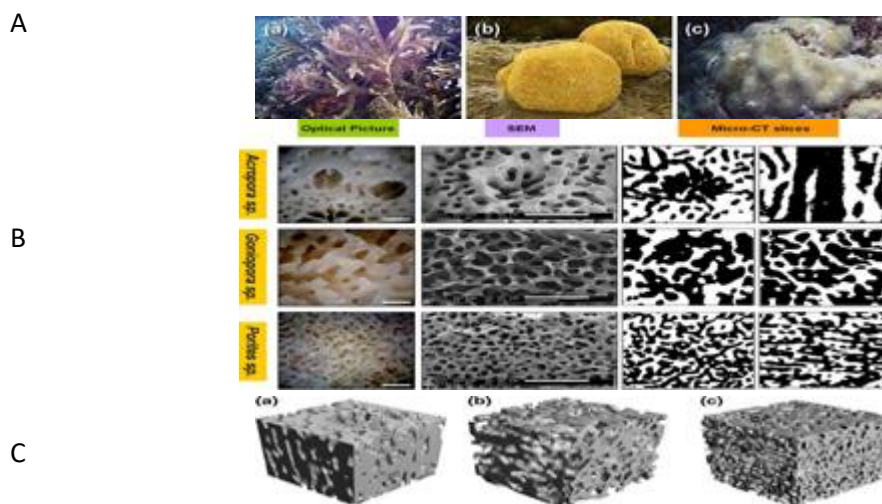 A
(a) (b) (c)
Optical Picture SEM Micro-CT slices
Acropora sp.
B
Goniopora sp.
Porites sp.
(a) (b) (c)
C